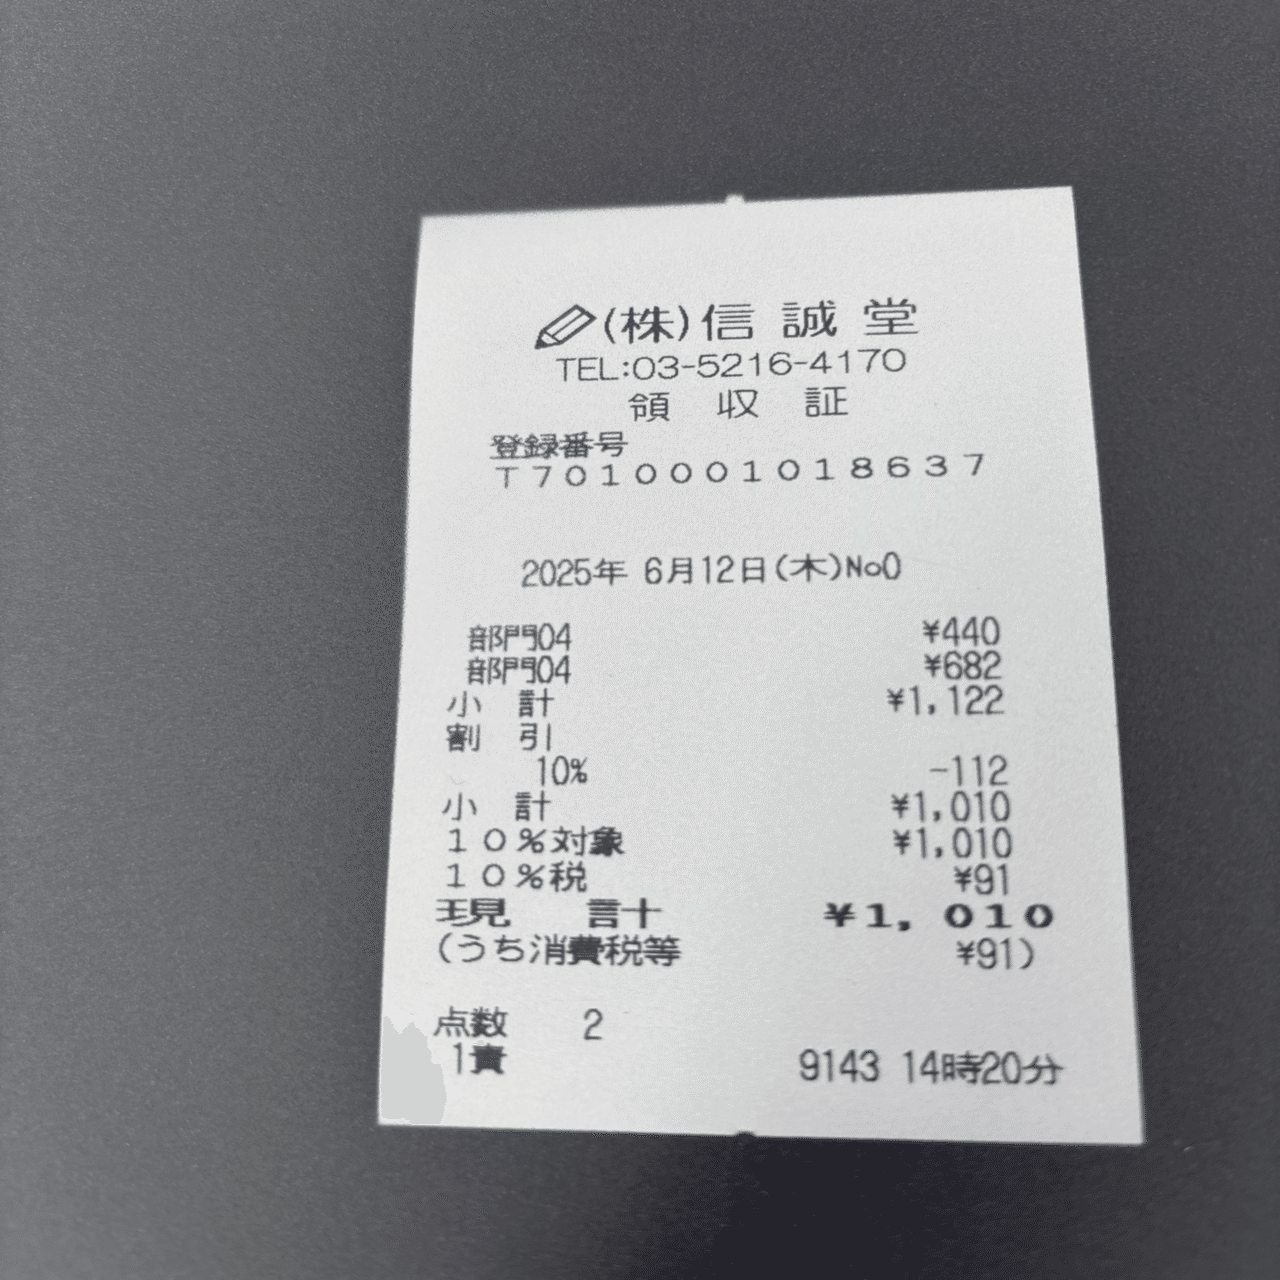 (株)信誠堂
TEL:03-5216-4170
領収証
登録番号
T7010001018637
2025年 6月12日(木)No0
部門04 ¥440
部門04 ¥682
小計 ¥1,122
割引
10% -112
小計 ¥1,010
10%対象 ¥1,010
10%税 ¥91
現計 ¥1,010
(うち消費税等 ¥91)
点数 2
1責 9143 14時20分